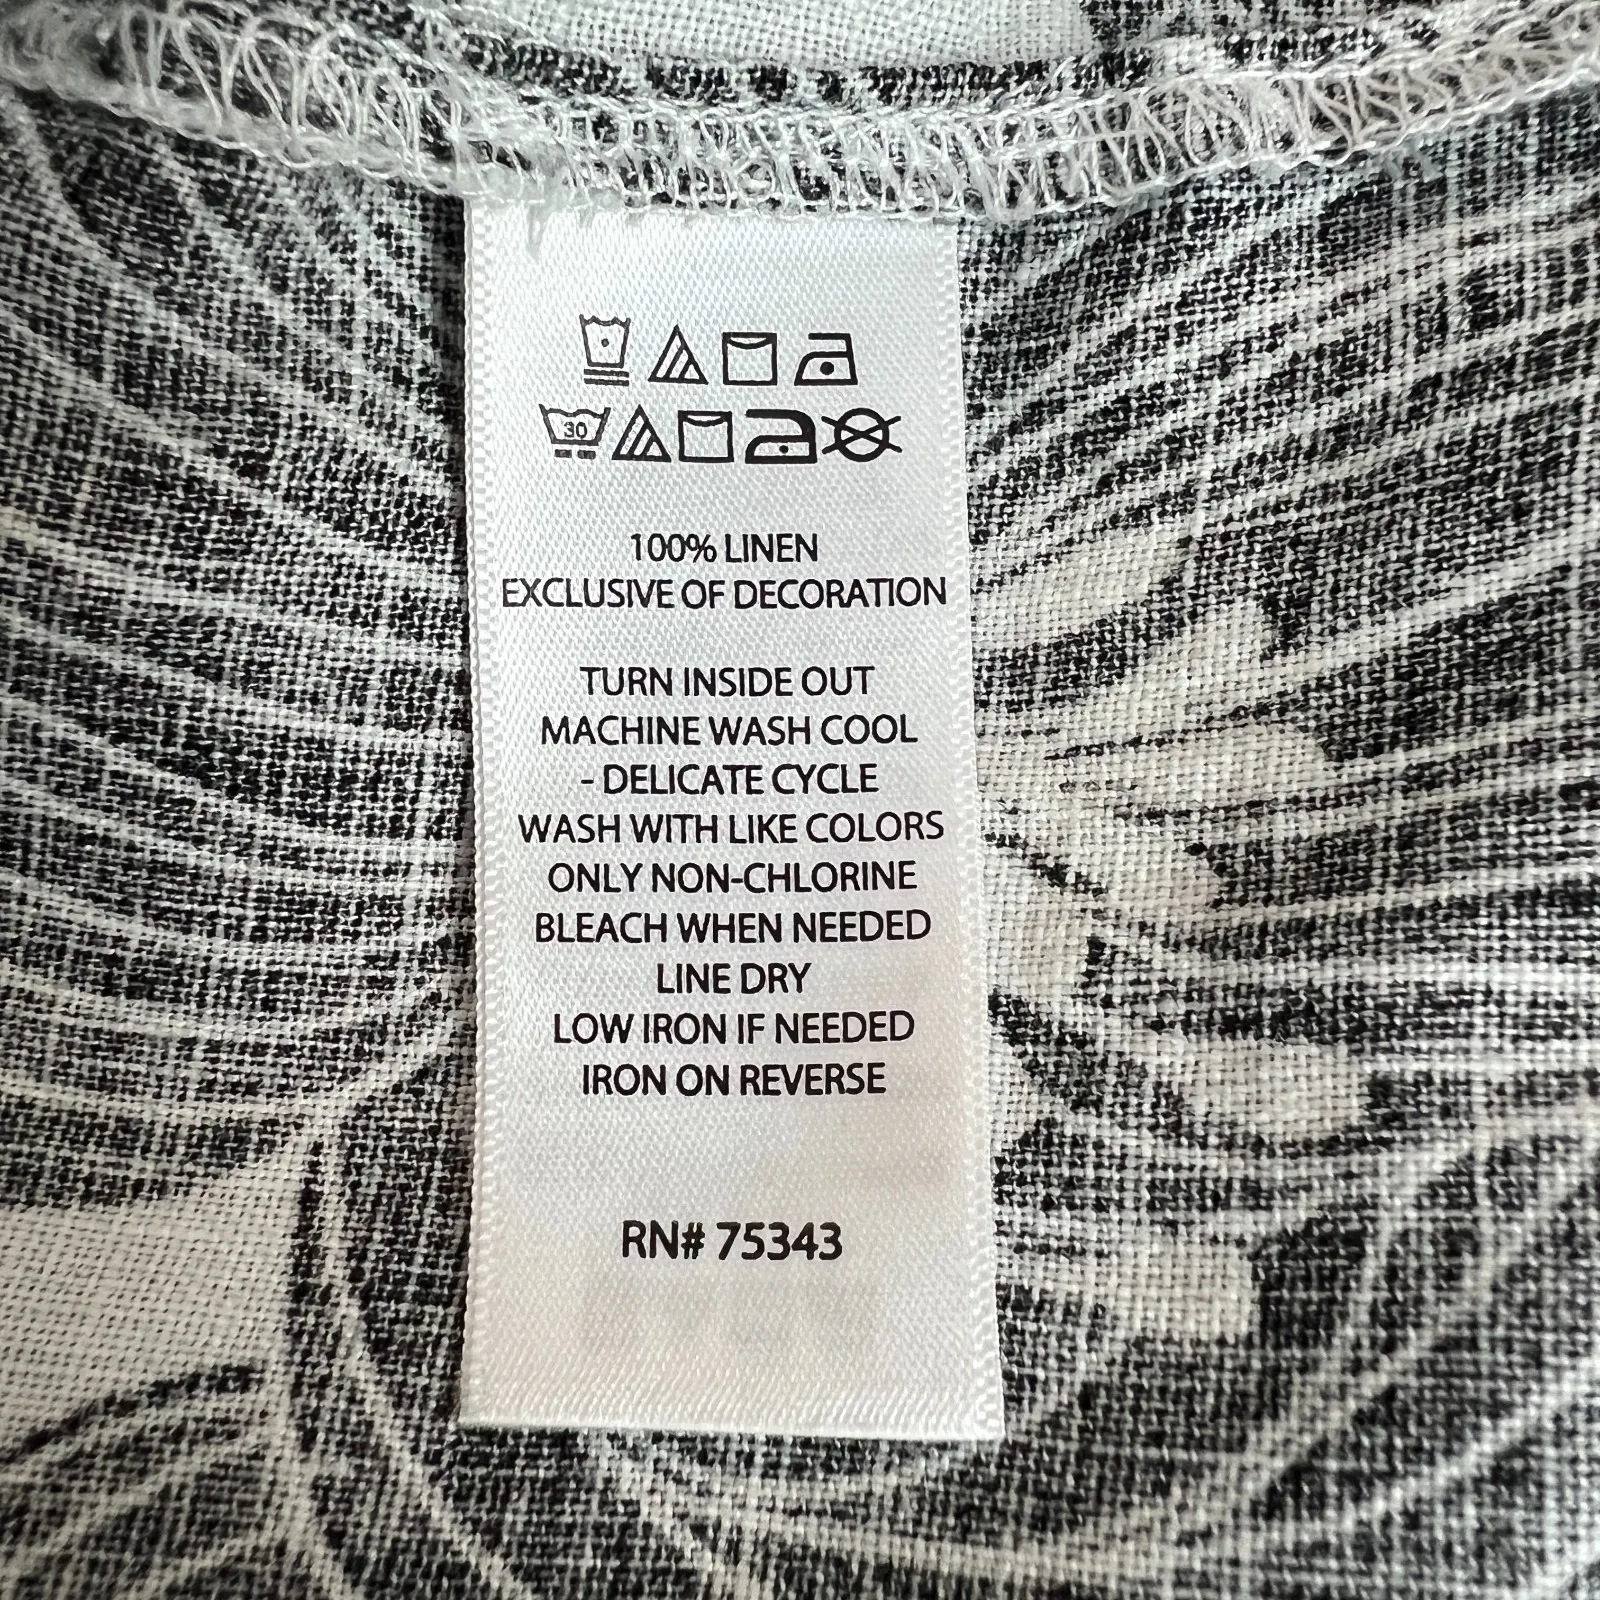 30
100% LINEN
EXCLUSIVE OF DECORATION
TURN INSIDE OUT
MACHINE WASH COOL
- DELICATE CYCLE
WASH WITH LIKE COLORS
ONLY NON-CHLORINE
BLEACH WHEN NEEDED
LINE DRY
LOW IRON IF NEEDED
IRON ON REVERSE
RN# 75343